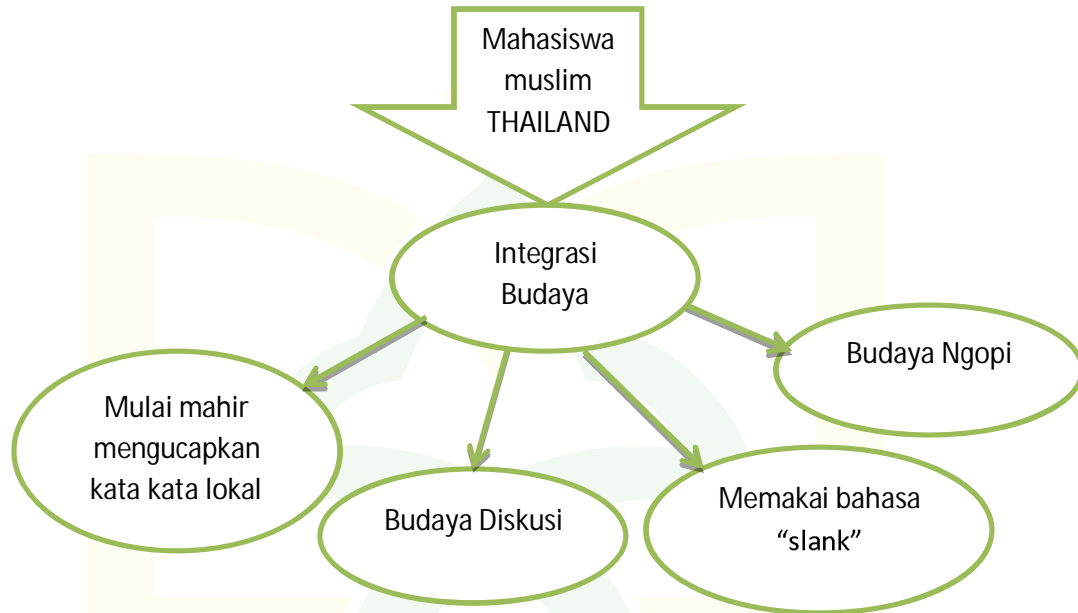 Mahasiswa
muslim
THAILAND
Integrasi
Budaya
Budaya Ngopi
Mulai mahir
mengucapkan
kata kata lokal
Budaya Diskusi
Memakai bahasa
“slank”